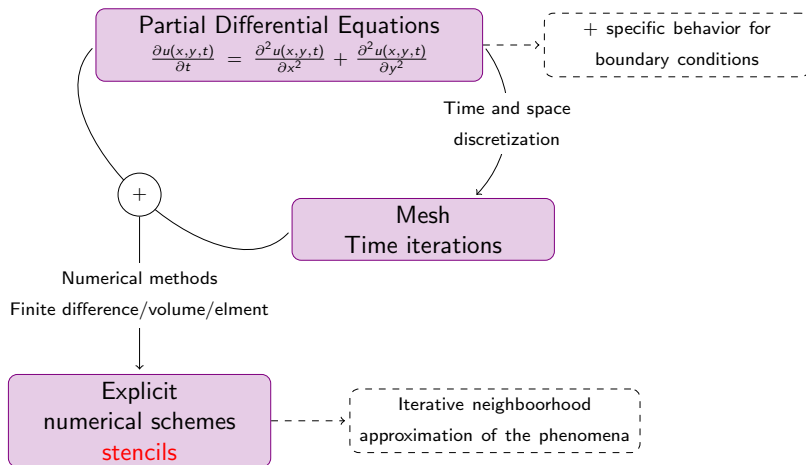 Partial Differential Equations
∂u(x,y,t)/∂t = ∂²u(x,y,t)/∂x² + ∂²u(x,y,t)/∂y²
+ specific behavior for
boundary conditions
Time and space
discretization
+
Mesh
Time iterations
Numerical methods
Finite difference/volume/elment
Explicit
numerical schemes
stencils
Iterative neighboorhood
approximation of the phenomena